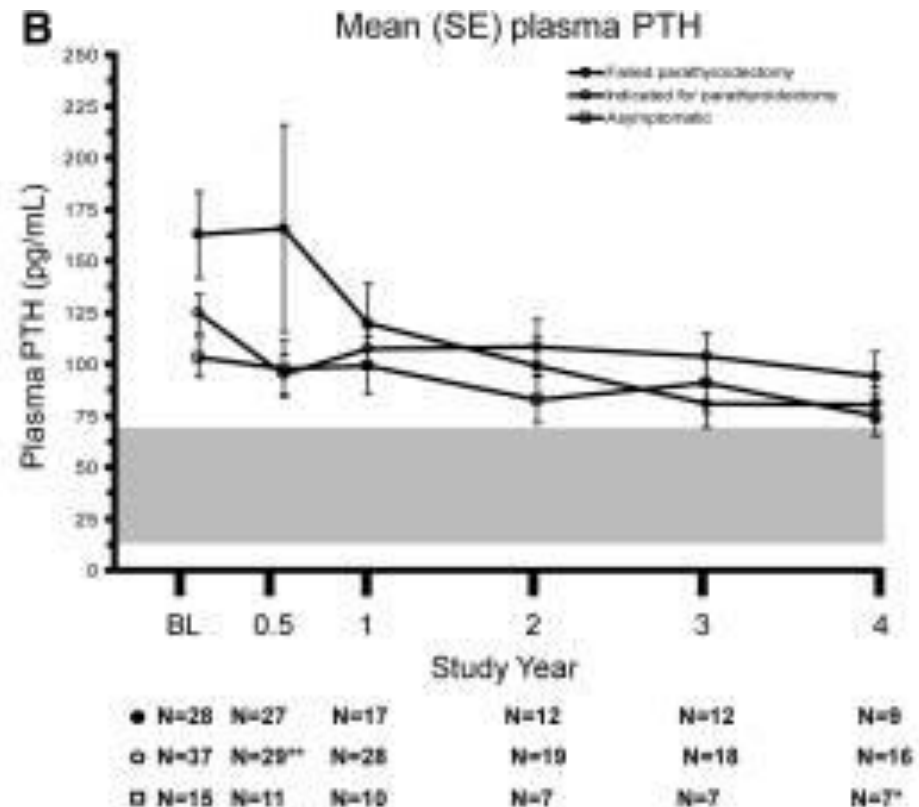 B
Mean (SE) plasma PTH
Failed parathyroidectomy
Indicated for parathyroidectomy
Asymptomatic
Plasma PTH (pg/mL)
250
225
200
175
150
125
100
75
50
25
0
BL 0.5 1 2 3 4
Study Year
N=28 N=27 N=17 N=12 N=12 N=9
N=37 N=29** N=28 N=19 N=18 N=16
N=15 N=11 N=10 N=7 N=7 N=7*